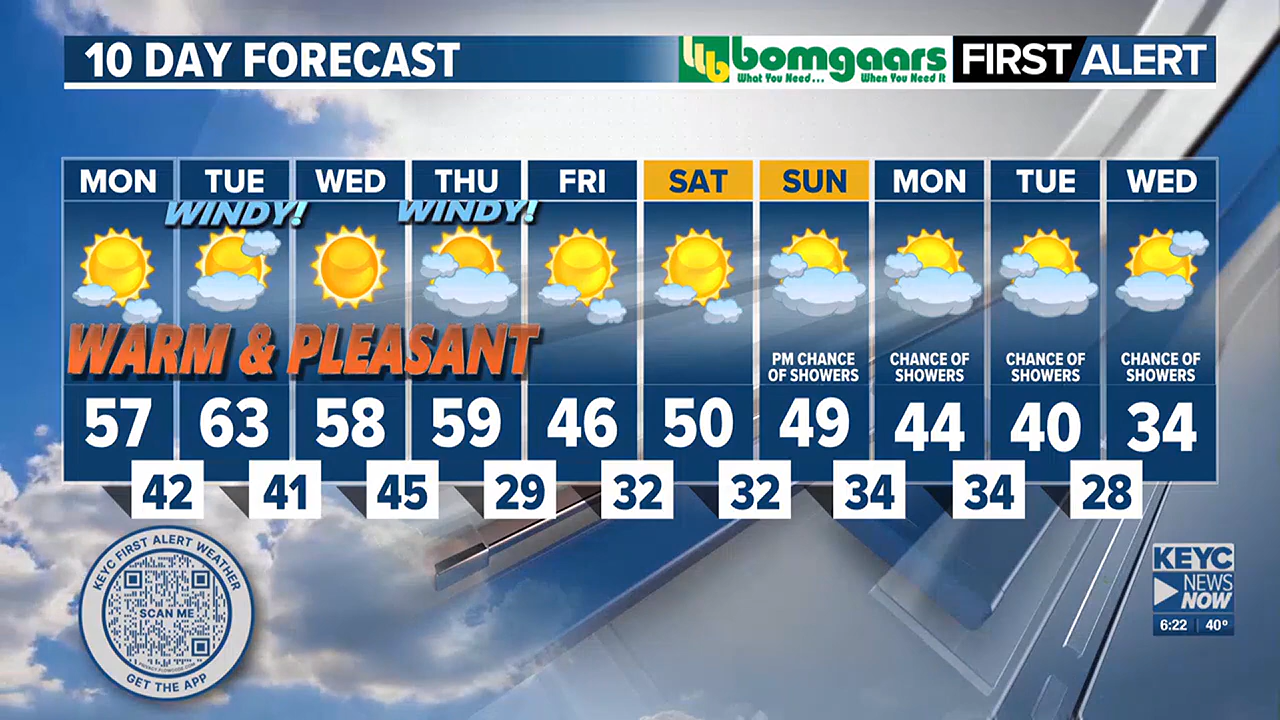 10 DAY FORECAST
bomgaars
What You Need... When You Need It
FIRST ALERT
MON TUE WED THU FRI SAT SUN MON TUE WED
WINDY! WINDY!
WARM & PLEASANT
PM CHANCE OF SHOWERS
CHANCE OF SHOWERS
CHANCE OF SHOWERS
CHANCE OF SHOWERS
57 63 58 59 46 50 49 44 40 34
42 41 45 29 32 32 34 34 28
KEYC FIRST ALERT WEATHER
SCAN ME
GET THE APP
KEYC
NEWS
NOW
6:22 40°